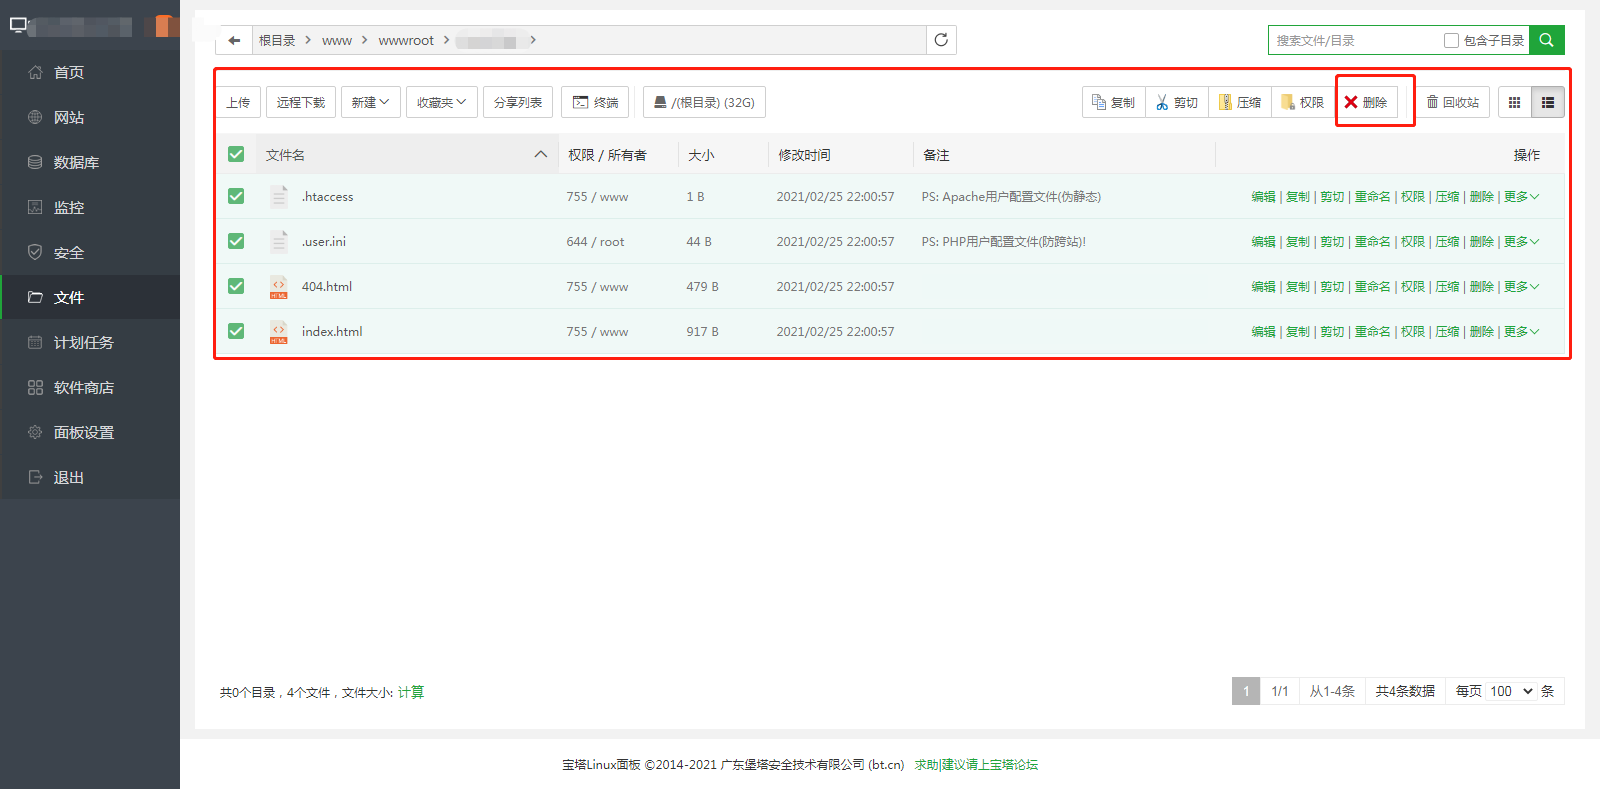 根目录 > www > wwwroot >
搜索文件/目录 包含子目录
首页
网站
数据库
监控
安全
文件
计划任务
软件商店
面板设置
退出
上传 远程下载 新建 收藏夹 分享列表 终端 /(根目录) (32G) 复制 剪切 压缩 权限 删除 回收站
文件名 权限 / 所有者 大小 修改时间 备注 操作
.htaccess 755 / www 1 B 2021/02/25 22:00:57 PS: Apache用户配置文件(伪静态) 编辑 | 复制 | 剪切 | 重命名 | 权限 | 压缩 | 删除 | 更多
.user.ini 644 / root 44 B 2021/02/25 22:00:57 PS: PHP用户配置文件(防跨站)! 编辑 | 复制 | 剪切 | 重命名 | 权限 | 压缩 | 删除 | 更多
HTML 404.html 755 / www 479 B 2021/02/25 22:00:57 编辑 | 复制 | 剪切 | 重命名 | 权限 | 压缩 | 删除 | 更多
HTML index.html 755 / www 917 B 2021/02/25 22:00:57 编辑 | 复制 | 剪切 | 重命名 | 权限 | 压缩 | 删除 | 更多
共0个目录，4个文件，文件大小: 计算 1 1/1 从1-4条 共4条数据 每页 100 条
宝塔Linux面板 ©2014-2021 广东堡塔安全技术有限公司 (bt.cn) 求助|建议请上宝塔论坛